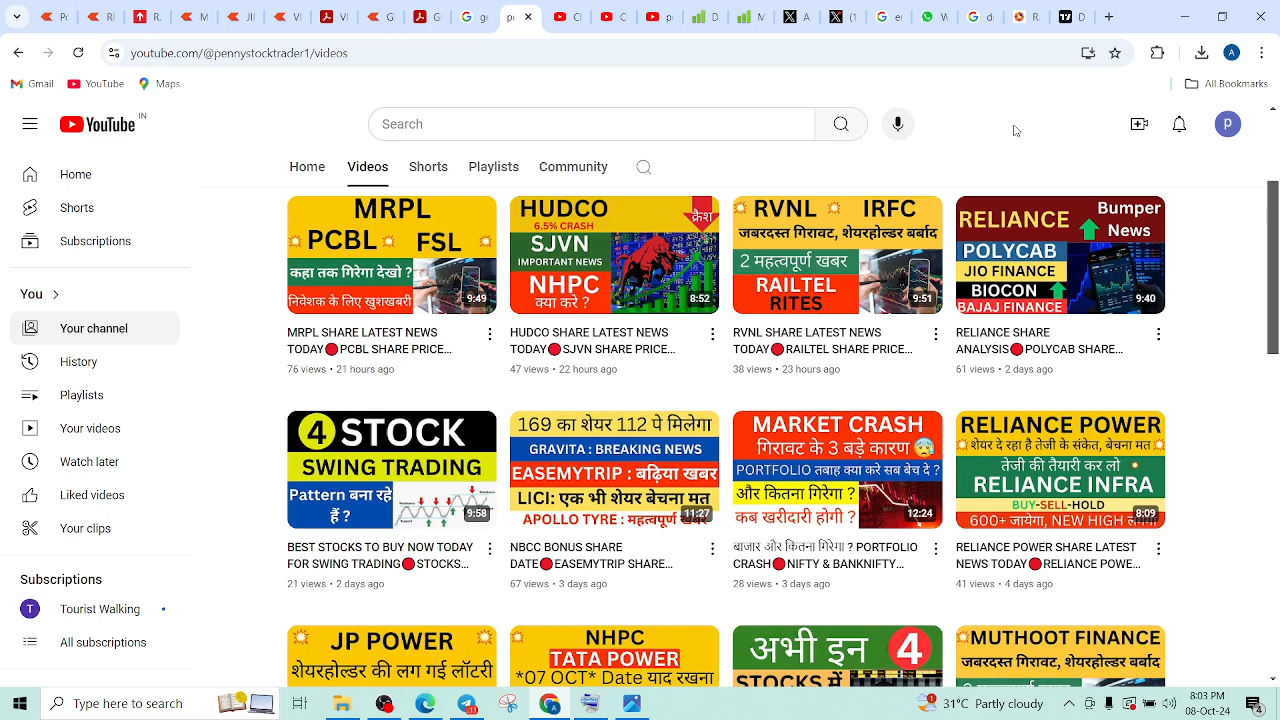 youtube.com/@pennystocktrader1/videos
Gmail YouTube Maps All Bookmarks
YouTube IN
Search
Home Videos Shorts Playlists Community
Home
Shorts
Subscriptions
You
Your channel
History
Playlists
Your videos
Watch later
Liked videos
Your clips
Subscriptions
Tourist Walking
All subscriptions
MRPL
PCBL FSL
कहा तक गिरेगा देखो ?
निवेशक के लिए खुशखबरी
9:49
MRPL SHARE LATEST NEWS
TODAY🔴PCBL SHARE PRICE...
76 views • 21 hours ago
HUDCO
6.5% CRASH
क्रैश
SJVN
IMPORTANT NEWS
NHPC
क्या करे ?
8:52
HUDCO SHARE LATEST NEWS
TODAY🔴SJVN SHARE PRICE...
47 views • 22 hours ago
RVNL IRFC
जबरदस्त गिरावट, शेयरहोल्डर बर्बाद
2 महत्वपूर्ण खबर
RAILTEL
RITES
9:51
RVNL SHARE LATEST NEWS
TODAY🔴RAILTEL SHARE PRICE...
38 views • 23 hours ago
RELIANCE Bumper
News
POLYCAB
JIO FINANCE
BIOCON
BAJAJ FINANCE
9:40
RELIANCE SHARE
ANALYSIS🔴POLYCAB SHARE...
61 views • 2 days ago
4 STOCK
SWING TRADING
Pattern बना रहे
हैं ?
Resistance
Support
9:58
BEST STOCKS TO BUY NOW TODAY
FOR SWING TRADING🔴STOCKS...
21 views • 2 days ago
169 का शेयर 112 पे मिलेगा
GRAVITA : BREAKING NEWS
EASEMYTRIP : बढ़िया खबर
LICI: एक भी शेयर बेचना मत
APOLLO TYRE : महत्वपूर्ण खबर
11:27
NBCC BONUS SHARE
DATE🔴EASEMYTRIP SHARE...
67 views • 3 days ago
MARKET CRASH
गिरावट के 3 बड़े कारण
PORTFOLIO तबाह क्या करे सब बेच दे ?
और कितना गिरेगा ?
कब खरीदारी होगी ?
12:24
बाजार और कितना गिरेगा ? PORTFOLIO
CRASH🔴NIFTY & BANKNIFTY...
28 views • 3 days ago
RELIANCE POWER
शेयर दे रहा है तेजी के संकेत, बेचना मत
तेजी की तैयारी कर लो
RELIANCE INFRA
BUY-SELL-HOLD
600+ जायेगा, NEW HIGH
8:09
RELIANCE POWER SHARE LATEST
NEWS TODAY🔴RELIANCE POWE...
41 views • 4 days ago
JP POWER
शेयरहोल्डर की लग गई लॉटरी
NHPC
TATA POWER
*07 OCT* Date याद रखना
अभी इन 4
STOCKS में
MUTHOOT FINANCE
जबरदस्त गिरावट, शेयरहोल्डर बर्बाद
Type here to search
31°C Partly cloudy
8:03 PM
08-Oct-24